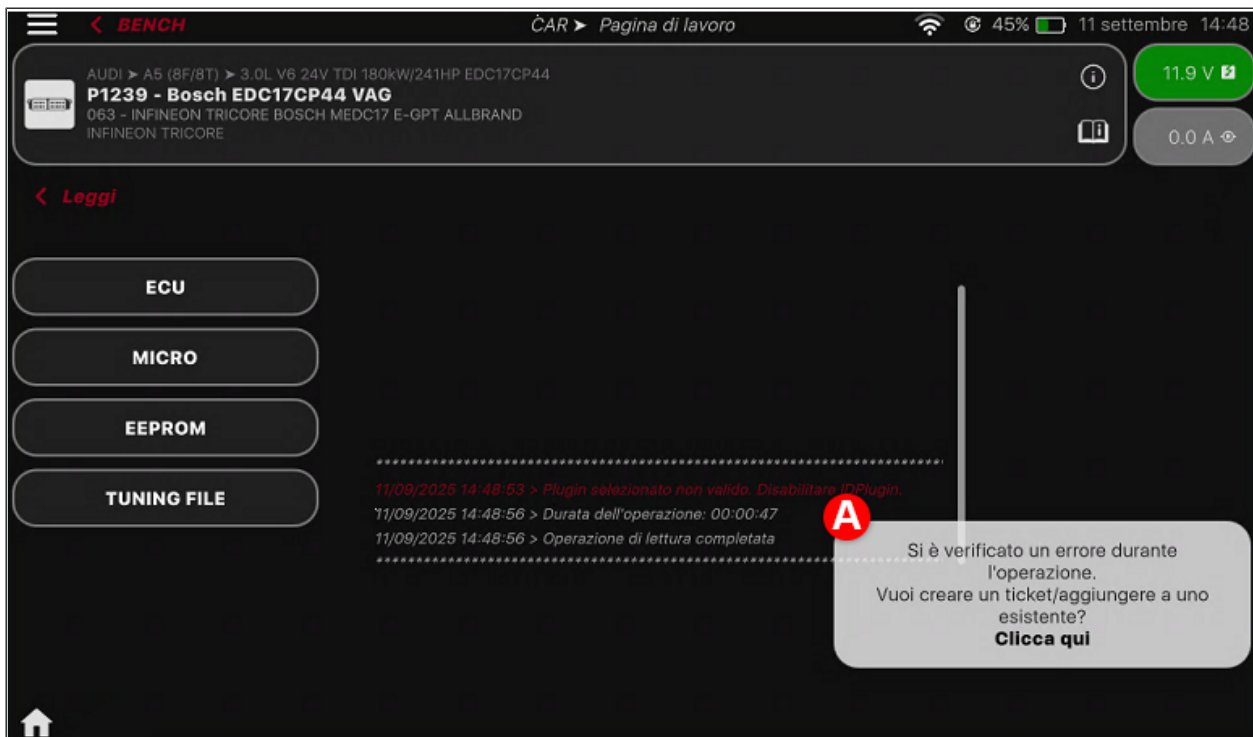 BENCH
CAR ➤ Pagina di lavoro
45%
11 settembre 14:48
AUDI ➤ A5 (8F/8T) ➤ 3.0L V6 24V TDI 180kW/241HP EDC17CP44
P1239 - Bosch EDC17CP44 VAG
063 - INFINEON TRICORE BOSCH MEDC17 E-GPT ALLBRAND
INFINEON TRICORE
11.9 V
0.0 A
Leggi
ECU
MICRO
EEPROM
TUNING FILE
******************************************************************************
11/09/2025 14:48:53 > Plugin selezionato non valido. Disabilitare IDPlugin.
11/09/2025 14:48:56 > Durata dell'operazione: 00:00:47
11/09/2025 14:48:56 > Operazione di lettura completata
******************************************************************************
A
Si è verificato un errore durante
l'operazione.
Vuoi creare un ticket/aggiungere a uno
esistente?
Clicca qui